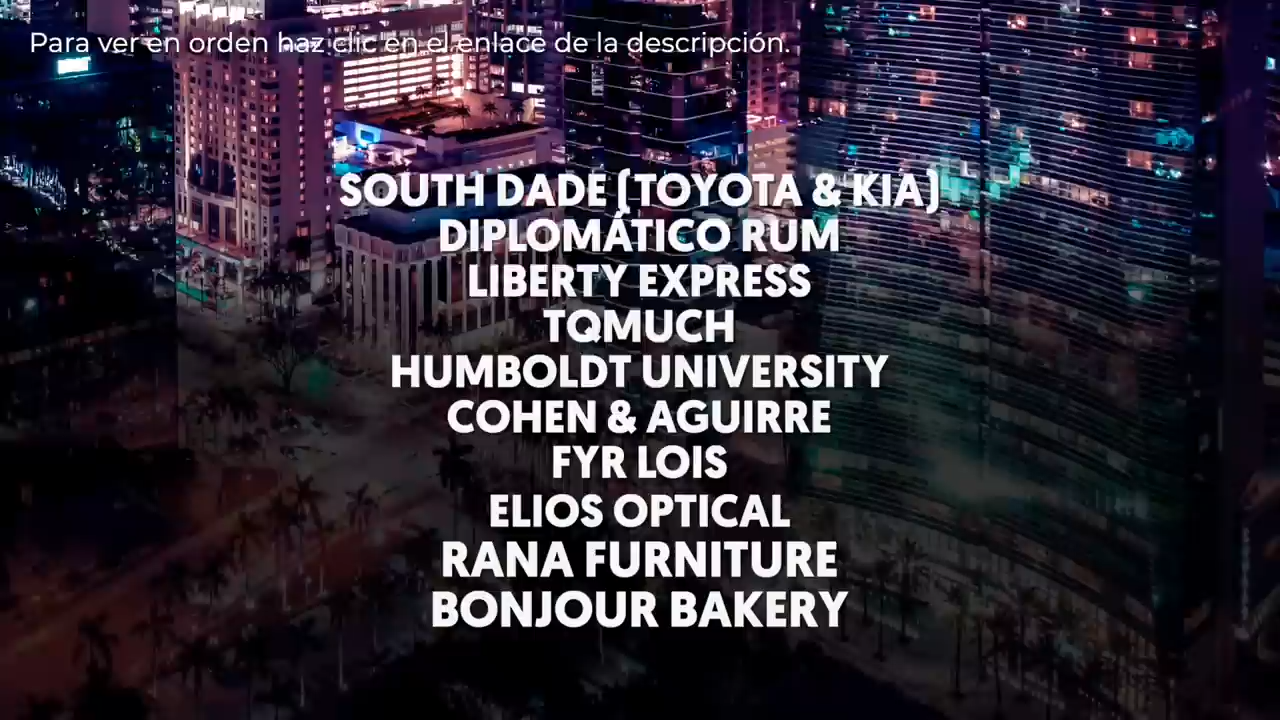 Para ver en orden haz clic en el enlace de la descripción.
SOUTH DADE (TOYOTA & KIA)
DIPLOMÁTICO RUM
LIBERTY EXPRESS
TQMUCH
HUMBOLDT UNIVERSITY
COHEN & AGUIRRE
FYR LOIS
ELIOS OPTICAL
RANA FURNITURE
BONJOUR BAKERY